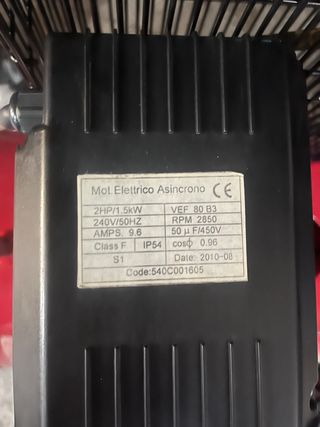 Mot.Elettrico Asincrono CE
2HP/1.5kW VEF 80 B3
240V/50HZ RPM 2850
AMPS. 9.6 50 μF/450V
Class F IP54 cosϕ 0.96
S1 Date: 2010-08
Code:540C001605